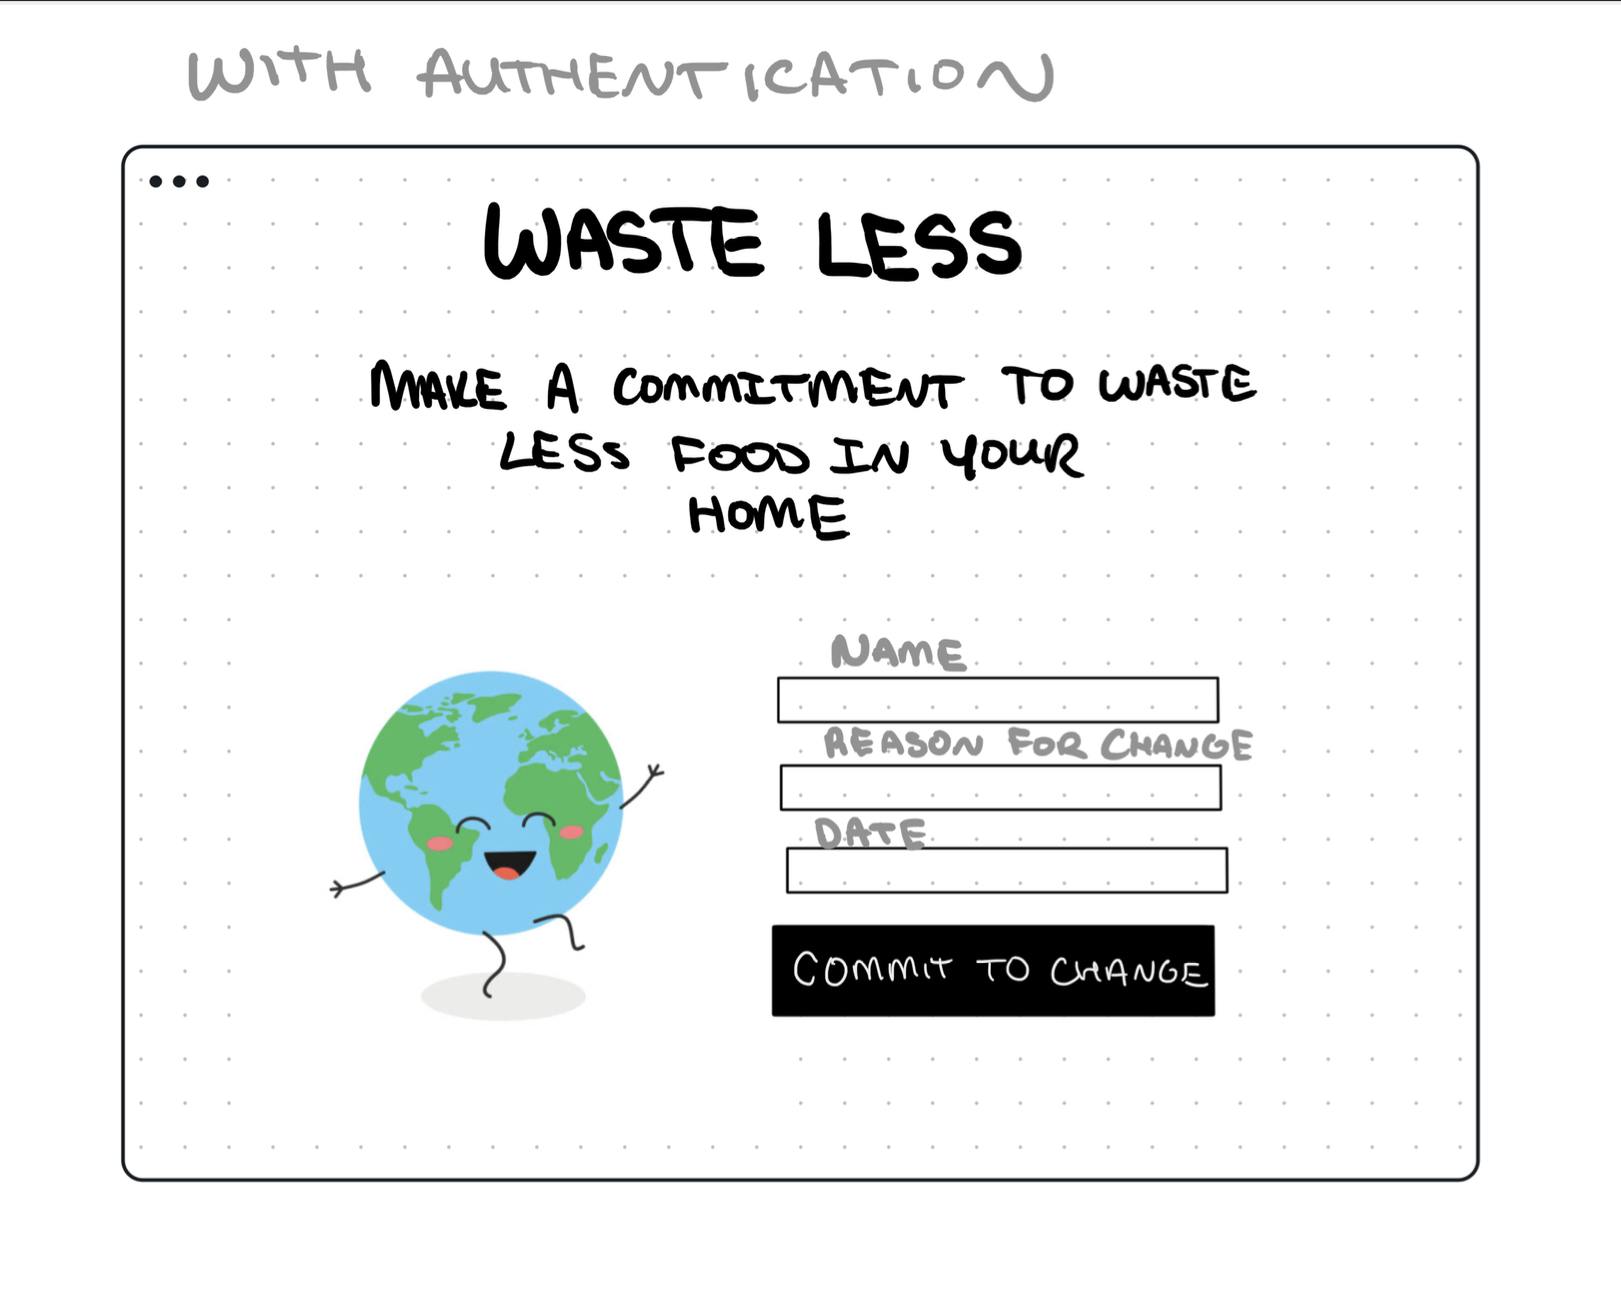 WITH AUTHENTICATION
WASTE LESS
MAKE A COMMITMENT TO WASTE
LESS FOOD IN YOUR
HOME
NAME
REASON FOR CHANGE
DATE
COMMIT TO CHANGE